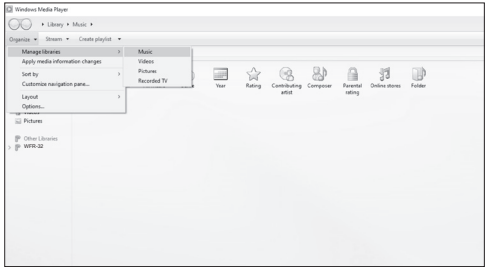 Windows Media Player
Library ▸ Music ▸
Organize Stream Create playlist
Manage libraries
Apply media information changes
Sort by
Customize navigation pane...
Layout
Options...
Music
Videos
Pictures
Recorded TV
Year
Rating
Contributing artist
Composer
Parental rating
Online stores
Folder
Pictures
Other Libraries
WFR-32